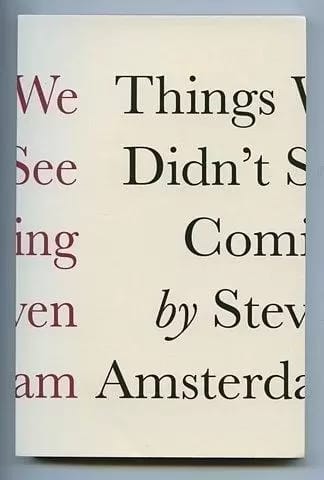 We Things W
See Didn't S
ing Comi
ven by Stev
am Amsterda